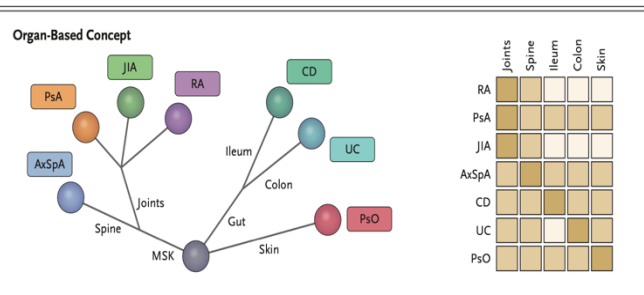 Organ-Based Concept
JIA
CD
RA
PsA
UC
AxSpA
Ileum
Colon
Joints
Gut
Spine
PsO
MSK
Skin
Joints
Spine
Ileum
Colon
Skin
RA
PsA
JIA
AxSpA
CD
UC
PsO